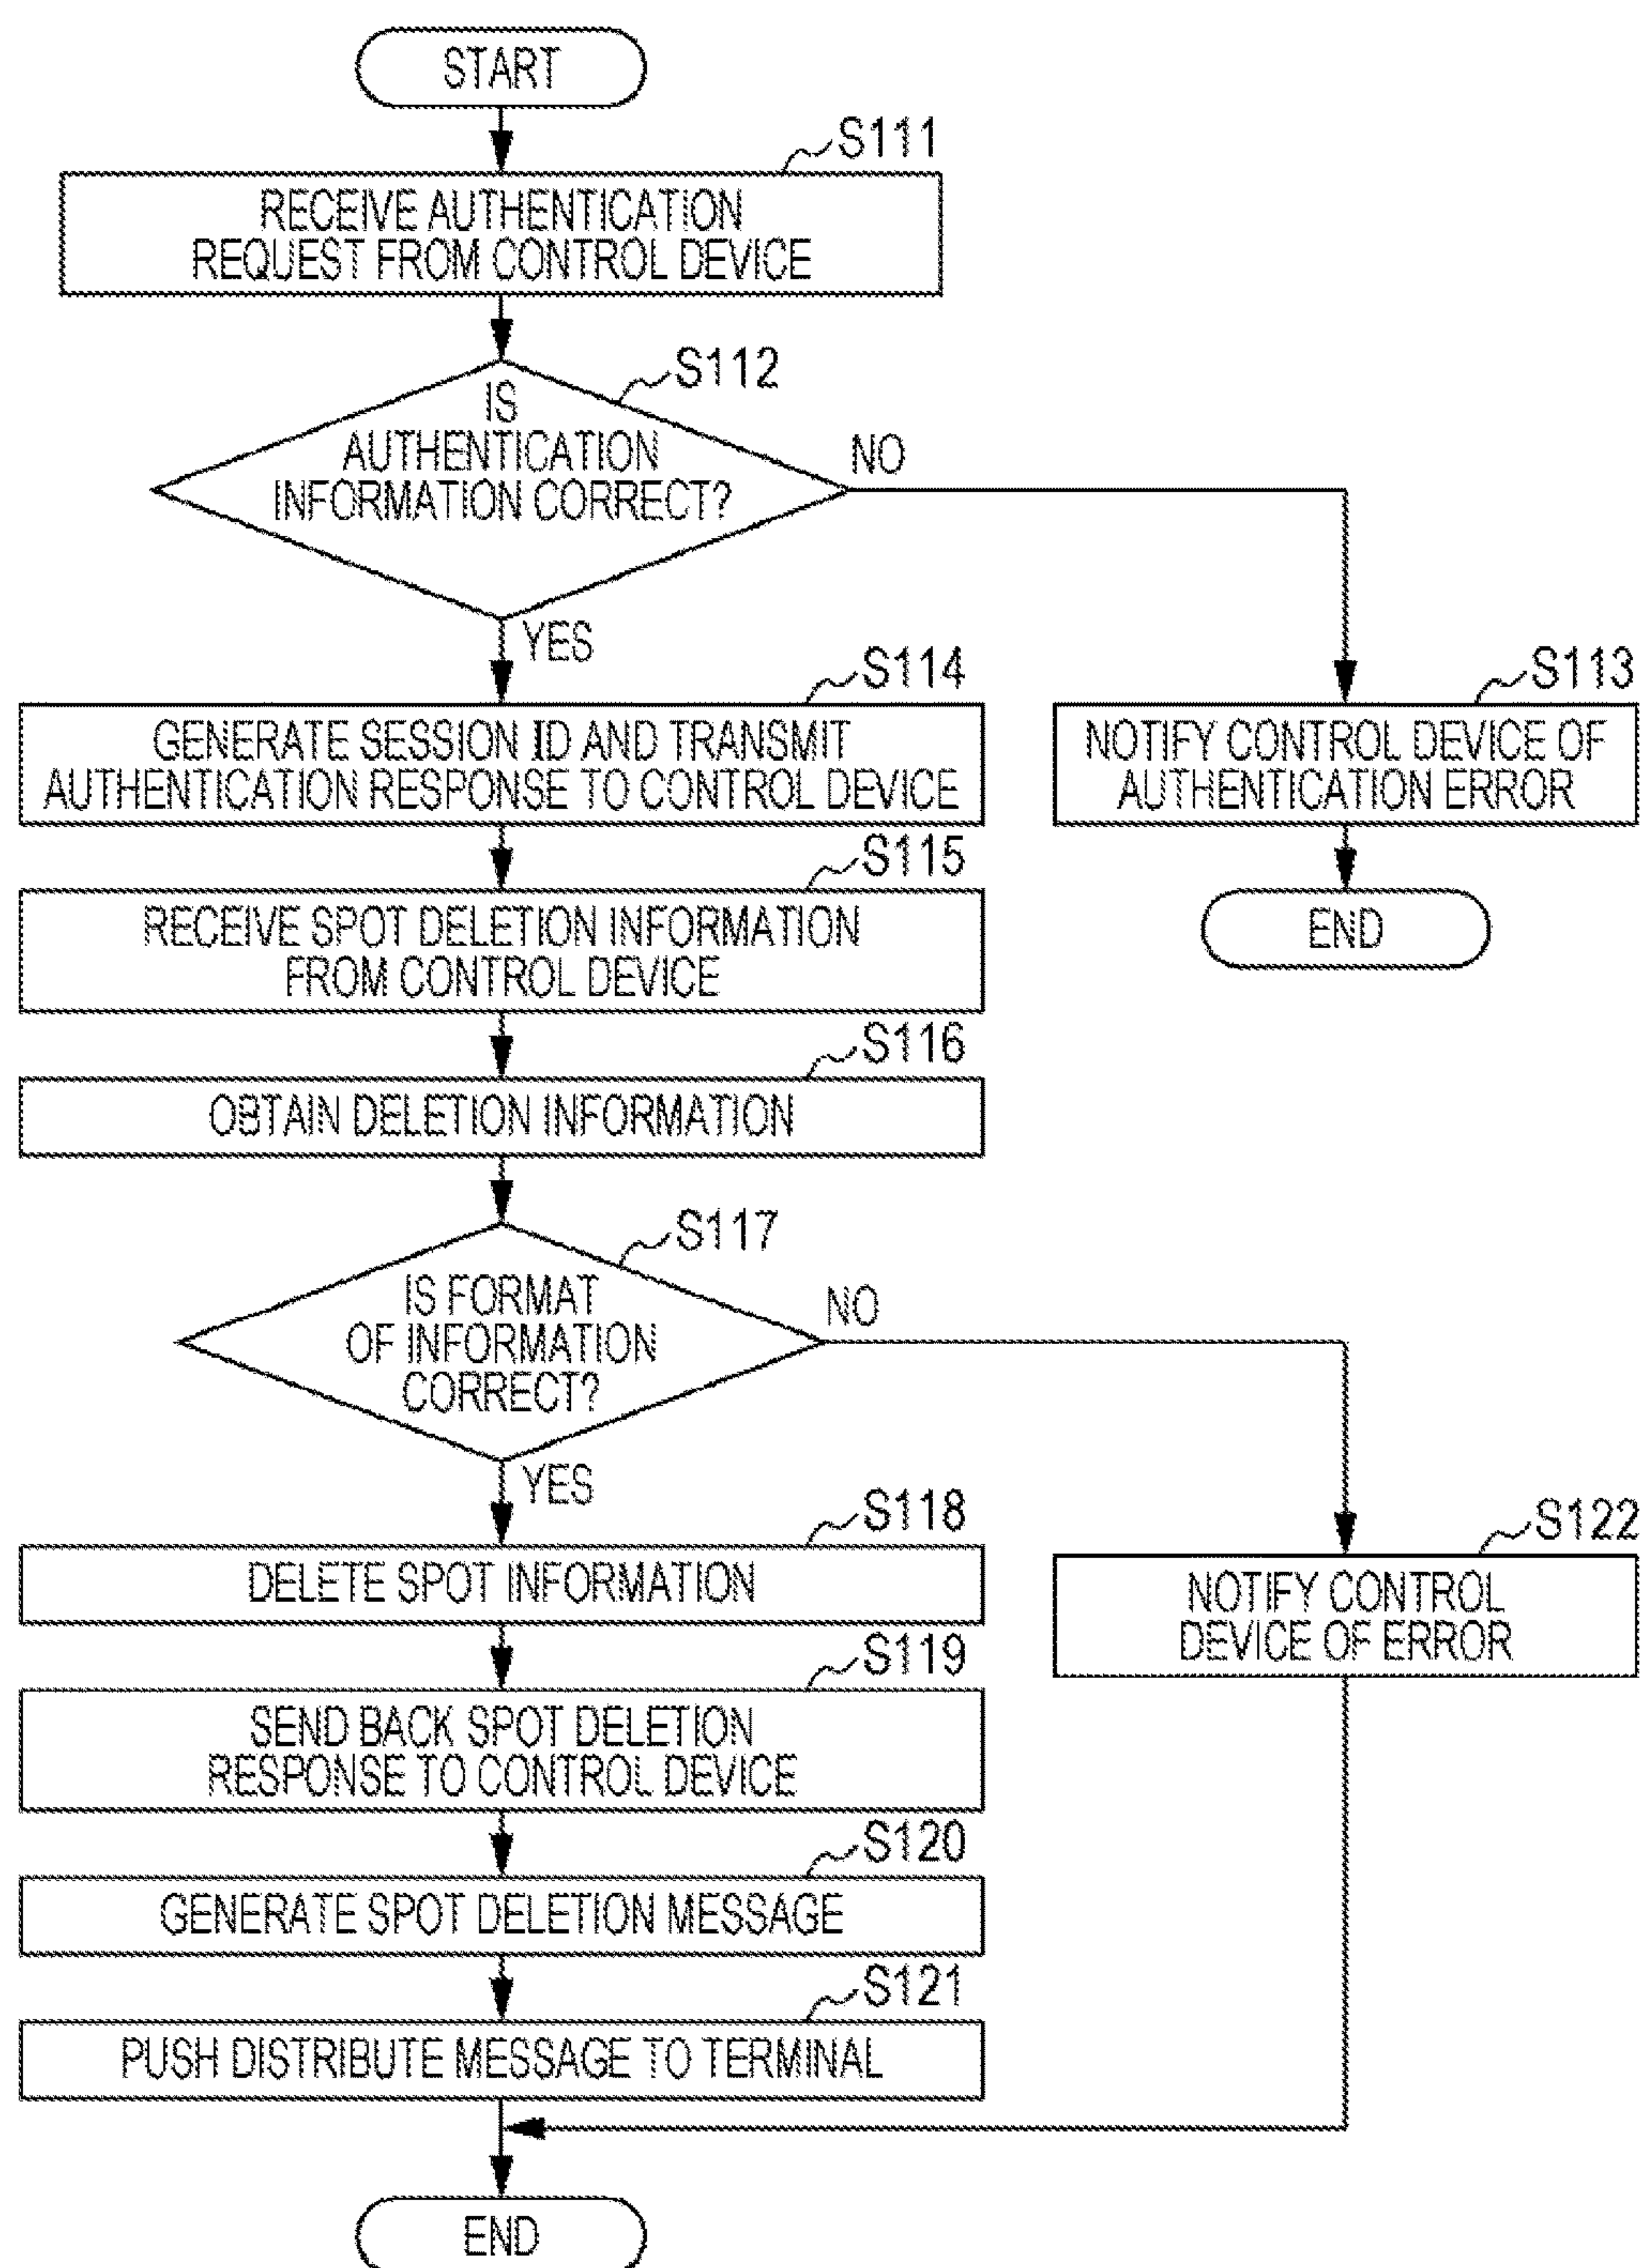 START
S111
RECEIVE AUTHENTICATION
REQUEST FROM CONTROL DEVICE
S112
IS
AUTHENTICATION
INFORMATION CORRECT?
NO
YES
S114
GENERATE SESSION ID AND TRANSMIT
AUTHENTICATION RESPONSE TO CONTROL DEVICE
S113
NOTIFY CONTROL DEVICE OF
AUTHENTICATION ERROR
END
S115
RECEIVE SPOT DELETION INFORMATION
FROM CONTROL DEVICE
S116
OBTAIN DELETION INFORMATION
S117
IS FORMAT
OF INFORMATION
CORRECT?
NO
YES
S118
DELETE SPOT INFORMATION
S122
NOTIFY CONTROL
DEVICE OF ERROR
S119
SEND BACK SPOT DELETION
RESPONSE TO CONTROL DEVICE
S120
GENERATE SPOT DELETION MESSAGE
S121
PUSH DISTRIBUTE MESSAGE TO TERMINAL
END